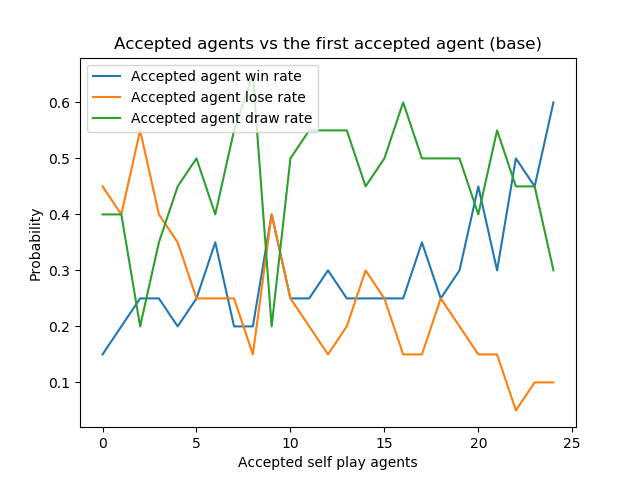 Accepted agents vs the first accepted agent (base)
Accepted agent win rate
Accepted agent lose rate
Accepted agent draw rate
0.6
0.5
0.4
0.3
0.2
0.1
Probability
0 5 10 15 20 25
Accepted self play agents